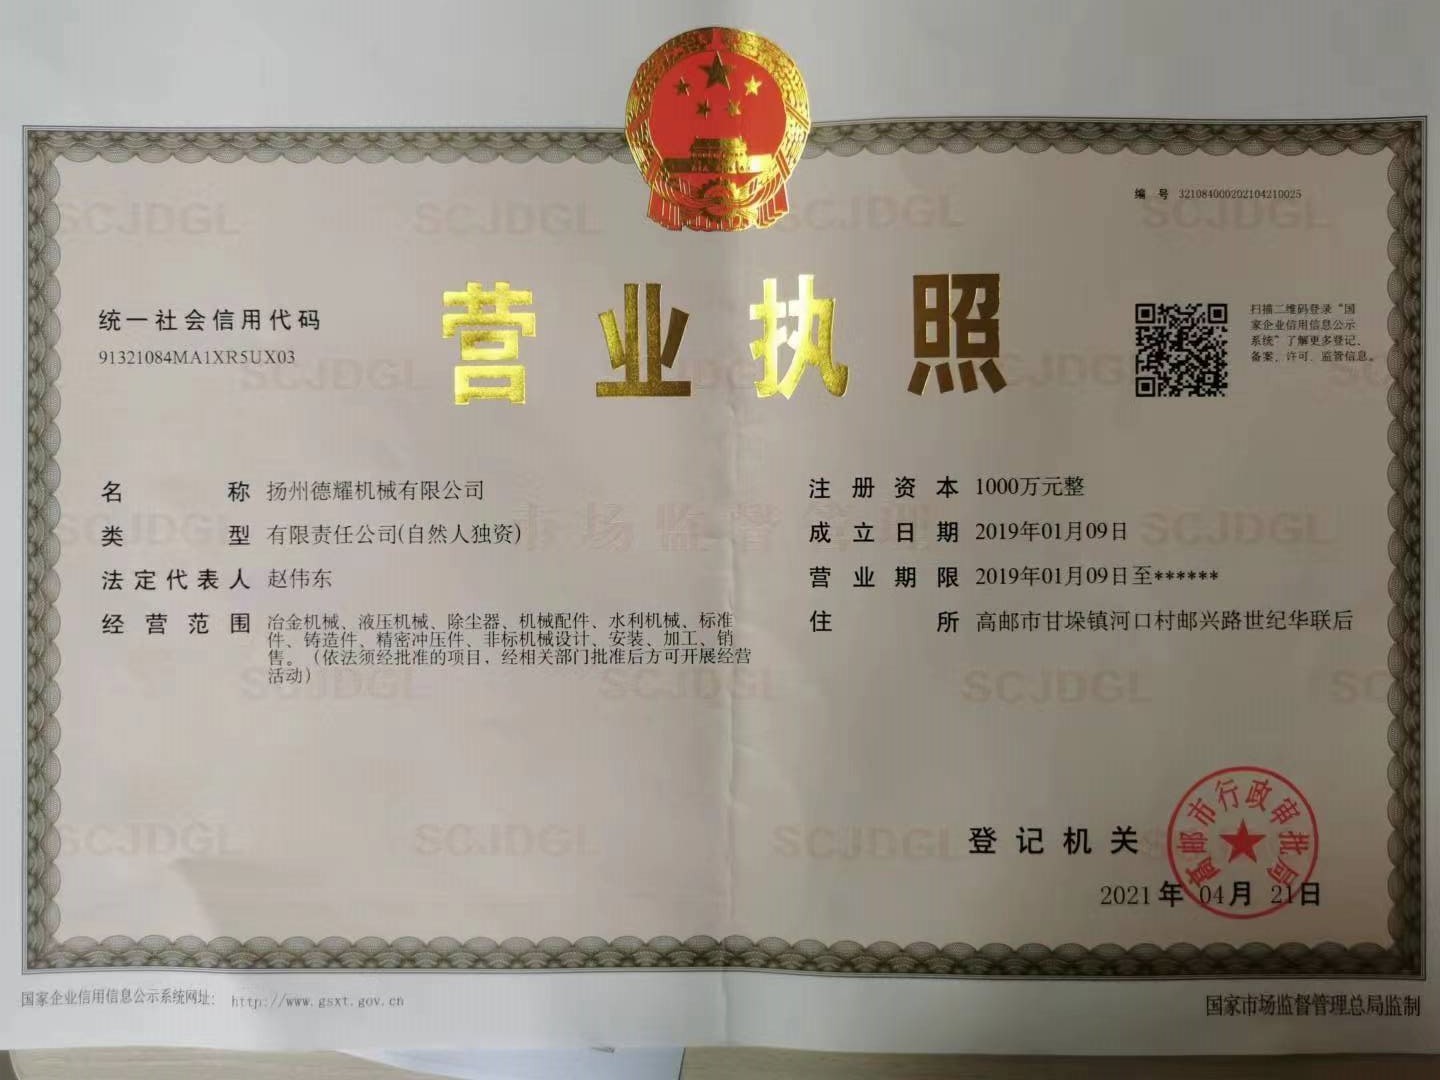 编 号 321084000202104210025
营业执照
统一社会信用代码
91321084MA1XR5UX03
扫描二维码登录“国
家企业信用信息公示
系统”了解更多登记、
备案、许可、监管信息。
名 称 扬州德耀机械有限公司
类 型 有限责任公司(自然人独资)
法定代表人 赵伟东
经营范围 冶金机械、液压机械、除尘器、机械配件、水利机械、标准
件、铸造件、精密冲压件、非标机械设计、安装、加工、销
售。（依法须经批准的项目，经相关部门批准后方可开展经营
活动）
注册资本 1000万元整
成立日期 2019年01月09日
营业期限 2019年01月09日至******
住 所 高邮市甘垛镇河口村邮兴路世纪华联后
市场监督管理
SCJDGL
登记机关
高邮市行政审批局
2021年 04月 21日
国家企业信用信息公示系统网址: http://www.gsxt.gov.cn
国家市场监督管理总局监制